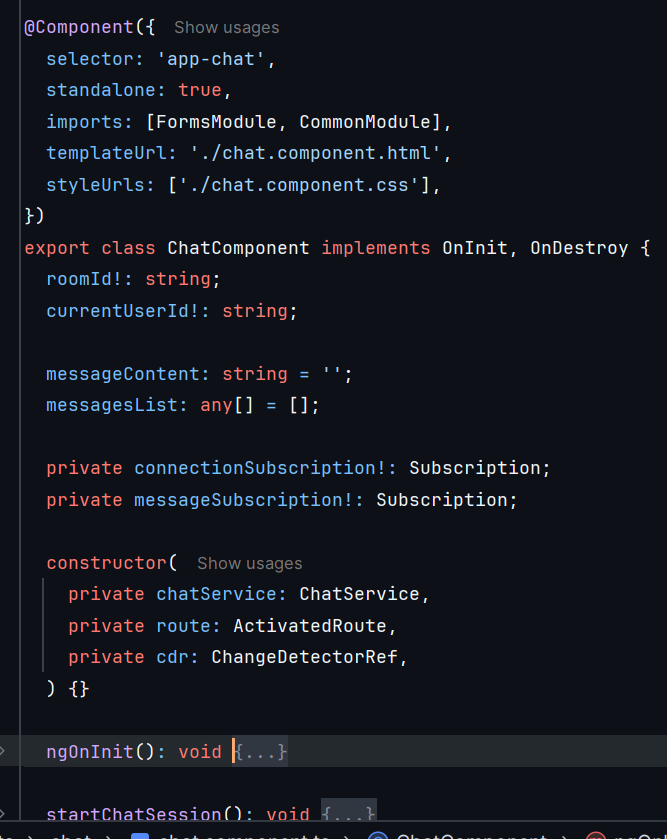 @Component({ Show usages
selector: 'app-chat',
standalone: true,
imports: [FormsModule, CommonModule],
templateUrl: './chat.component.html',
styleUrls: ['./chat.component.css'],
})
export class ChatComponent implements OnInit, OnDestroy {
roomId!: string;
currentUserId!: string;
messageContent: string = '';
messagesList: any[] = [];
private connectionSubscription!: Subscription;
private messageSubscription!: Subscription;
constructor( Show usages
private chatService: ChatService,
private route: ActivatedRoute,
private cdr: ChangeDetectorRef,
) {}
ngOnInit(): void {...}
startChatSession(): void {...}